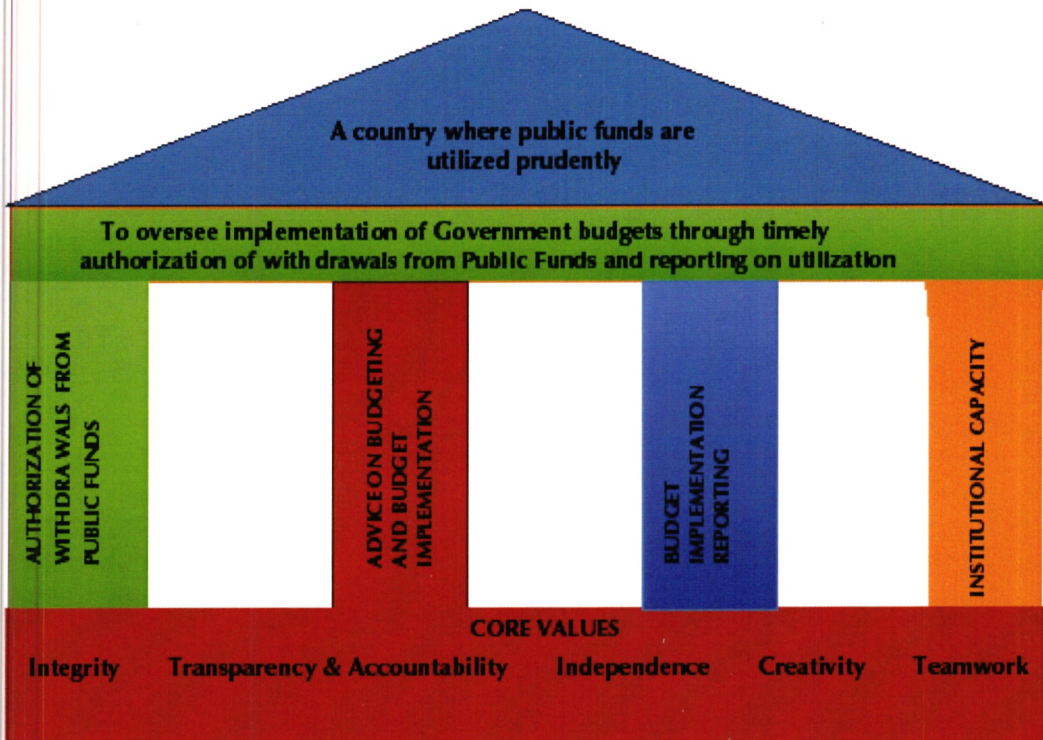 A country where public funds are
utilized prudently
To oversee implementation of Government budgets through timely
authorization of with drawals from Public Funds and reporting on utilization
AUTHORIZATION OF
WITHDRA WALS FROM
PUBLIC FUNDS
ADVICE ON BUDGETING
AND BUDGET
IMPLEMENTATION
BUDGET
IMPLEMENTATION
REPORTING
INSTITUTIONAL CAPACITY
CORE VALUES
Integrity Transparency & Accountability Independence Creativity Teamwork